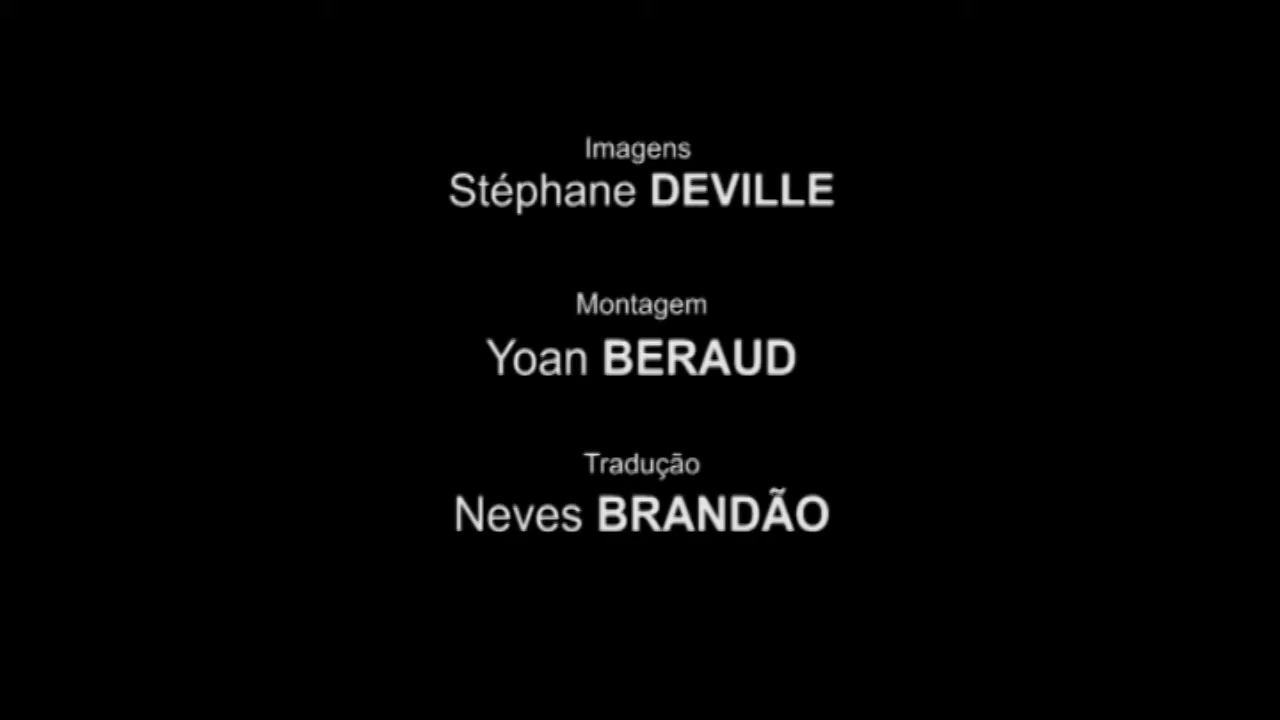 Imagens
Stéphane DEVILLE
Montagem
Yoan BERAUD
Tradução
Neves BRANDÃO